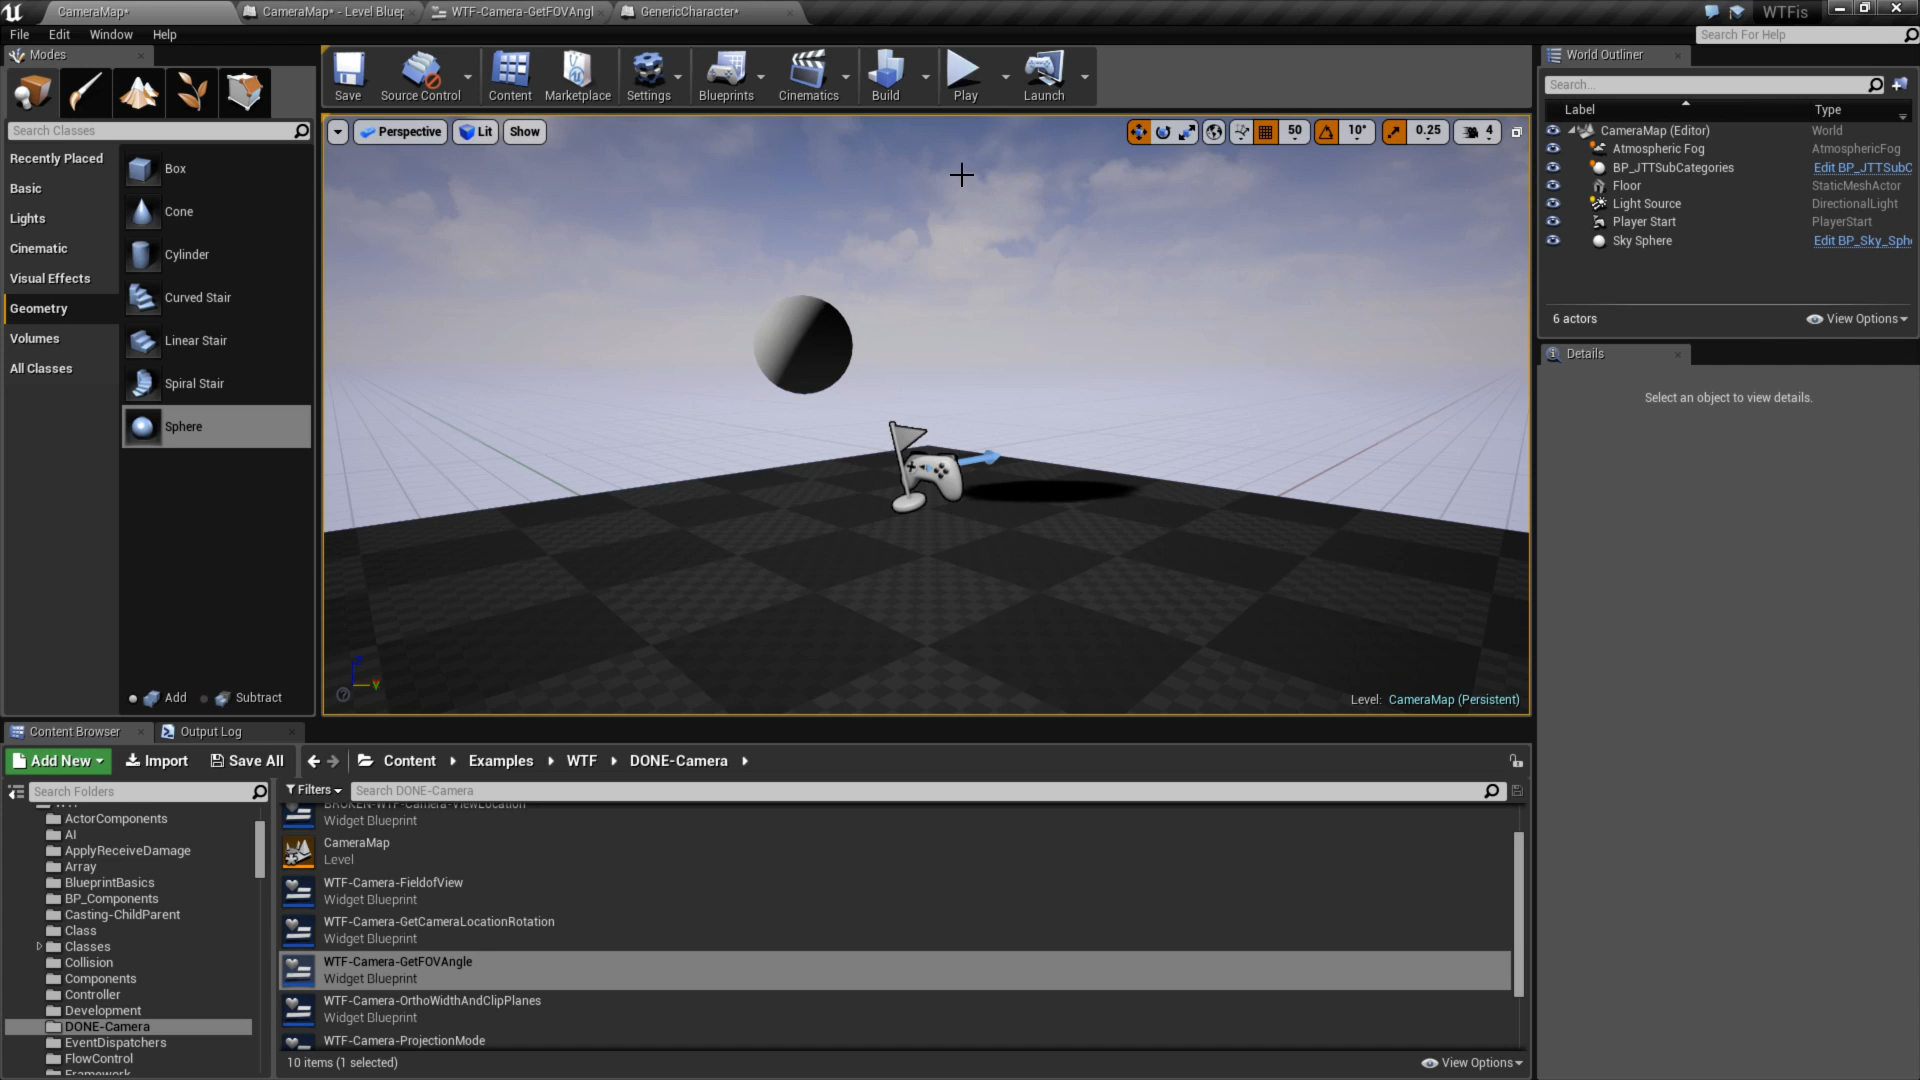 CameraMap*
CameraMap* - Level Bluep
WTF-Camera-GetFOVAngl
GenericCharacter*
WTFis
File Edit Window Help
Search For Help
Modes
Save
Source Control
Content
Marketplace
Settings
Blueprints
Cinematics
Build
Play
Launch
World Outliner
Search...
Label
Type
Search Classes
Perspective
Lit
Show
50
10°
0.25
4
CameraMap (Editor) World
Atmospheric Fog AtmosphericFog
BP_JTTSubCategories Edit BP_JTTSubC
Floor StaticMeshActor
Light Source DirectionalLight
Player Start PlayerStart
Sky Sphere Edit BP_Sky_Sph
6 actors
View Options
Details
Select an object to view details.
Recently Placed
Basic
Lights
Cinematic
Visual Effects
Geometry
Volumes
All Classes
Box
Cone
Cylinder
Curved Stair
Linear Stair
Spiral Stair
Sphere
Add
Subtract
Level: CameraMap (Persistent)
Content Browser
Output Log
Add New
Import
Save All
Content
Examples
WTF
DONE-Camera
Search Folders
Filters
Search DONE-Camera
ActorComponents
AI
ApplyReceiveDamage
Array
BlueprintBasics
BP_Components
Casting-ChildParent
Class
Classes
Collision
Components
Controller
Development
DONE-Camera
EventDispatchers
FlowControl
Framework
BROKEN-WTF-Camera-ViewLocation
Widget Blueprint
CameraMap
Level
WTF-Camera-FieldofView
Widget Blueprint
WTF-Camera-GetCameraLocationRotation
Widget Blueprint
WTF-Camera-GetFOVAngle
Widget Blueprint
WTF-Camera-OrthoWidthAndClipPlanes
Widget Blueprint
WTF-Camera-ProjectionMode
10 items (1 selected)
View Options